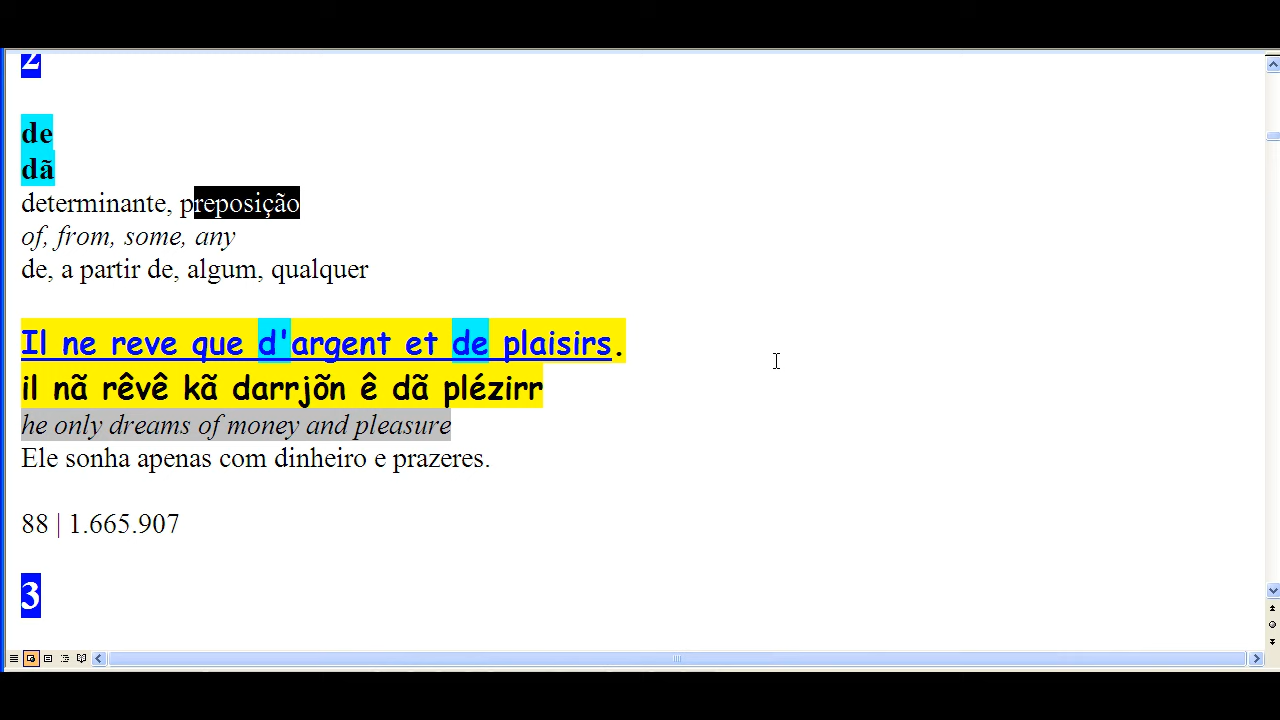 2
de
dã
determinante, preposição
of, from, some, any
de, a partir de, algum, qualquer
Il ne reve que d'argent et de plaisirs.
il nã rêvê kã darrjõn ê dã plézirr
he only dreams of money and pleasure
Ele sonha apenas com dinheiro e prazeres.
88 | 1.665.907
3